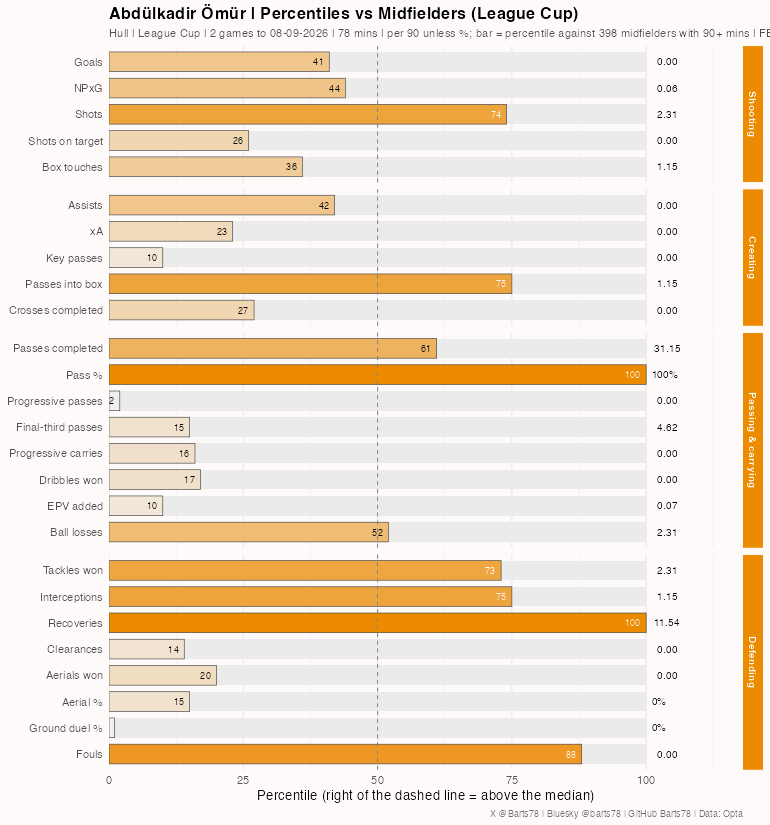 Abdülkadir Ömür | Percentiles vs Midfielders (League Cup)
Hull | League Cup | 2 games to 08-09-2026 | 78 mins | per 90 unless %; bar = percentile against 398 midfielders with 90+ mins | FB
Goals 41 0.00
NPxG 44 0.06
Shots 74 2.31
Shots on target 26 0.00
Box touches 36 1.15
Shooting
Assists 42 0.00
xA 23 0.00
Key passes 10 0.00
Passes into box 75 1.15
Crosses completed 27 0.00
Creating
Passes completed 61 31.15
Pass % 100 100%
Progressive passes 2 0.00
Final-third passes 15 4.62
Progressive carries 16 0.00
Dribbles won 17 0.00
EPV added 10 0.07
Ball losses 52 2.31
Passing & carrying
Tackles won 73 2.31
Interceptions 75 1.15
Recoveries 100 11.54
Clearances 14 0.00
Aerials won 20 0.00
Aerial % 15 0%
Ground duel % 0%
Fouls 88 0.00
Defending
0 25 50 75 100
Percentile (right of the dashed line = above the median)
X @Barts78 | Bluesky @barts78 | GitHub Barts78 | Data: Opta